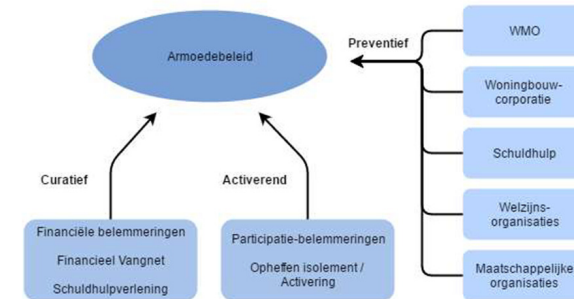 Armoedebeleid
Preventief
WMO
Woningbouw-
corporatie
Schuldhulp
Welzijns-
organisaties
Maatschappelijke
organisaties
Curatief
Financiële belemmeringen
Financieel Vangnet
Schuldhulpverlening
Activerend
Participatie-belemmeringen
Opheffen isolement /
Activering